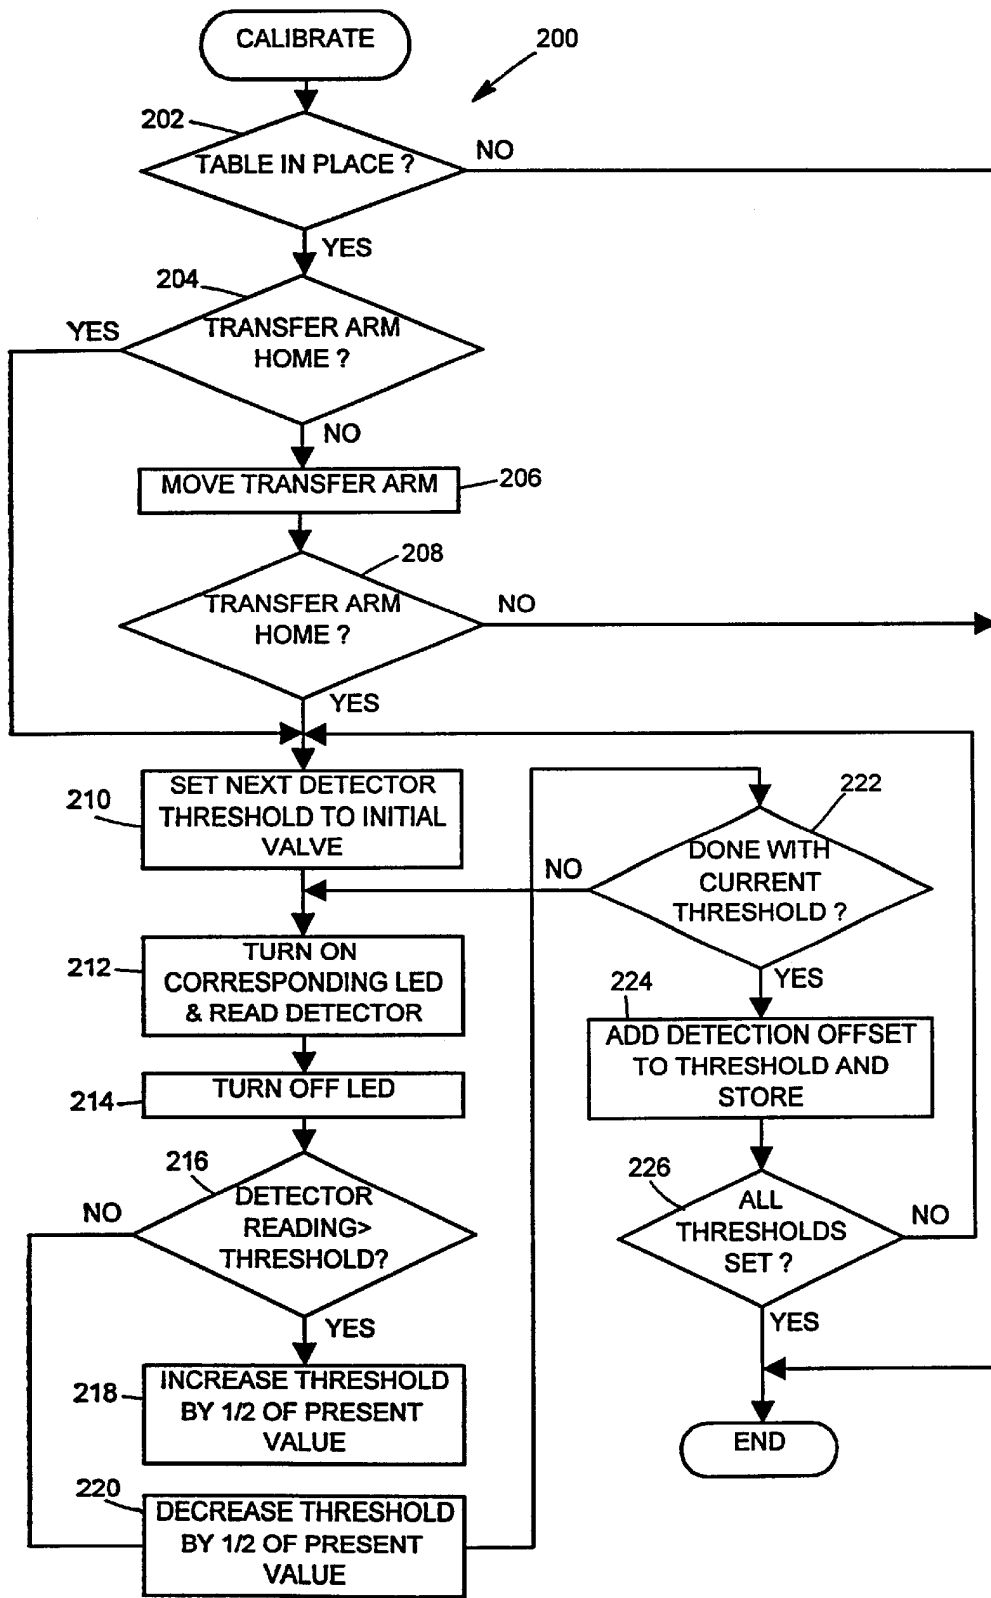 CALIBRATE
200
202
TABLE IN PLACE ?
NO
YES
204
YES
TRANSFER ARM
HOME ?
NO
MOVE TRANSFER ARM
206
208
TRANSFER ARM
HOME ?
NO
YES
210
SET NEXT DETECTOR
THRESHOLD TO INITIAL
VALVE
222
DONE WITH
CURRENT
THRESHOLD ?
NO
YES
212
TURN ON
CORRESPONDING LED
& READ DETECTOR
224
ADD DETECTION OFFSET
TO THRESHOLD AND
STORE
214
TURN OFF LED
216
DETECTOR
READING>
THRESHOLD?
NO
YES
226
ALL
THRESHOLDS
SET ?
NO
YES
218
INCREASE THRESHOLD
BY 1/2 OF PRESENT
VALUE
END
220
DECREASE THRESHOLD
BY 1/2 OF PRESENT
VALUE